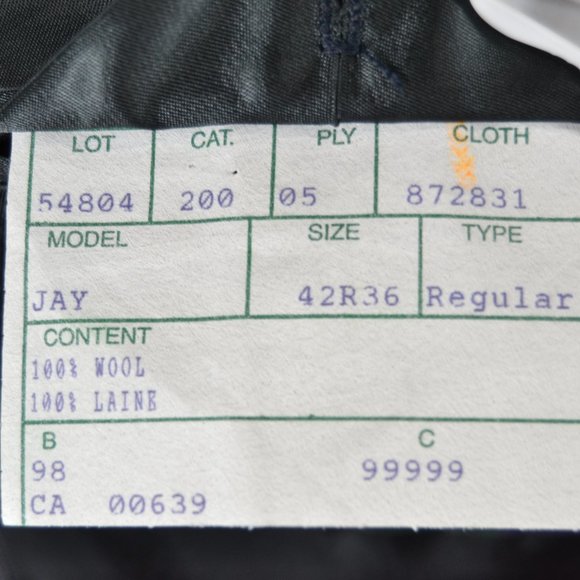 LOT CAT. PLY CLOTH
54804 200 05 872831
MODEL SIZE TYPE
JAY 42R36 Regular
CONTENT
100% WOOL
100% LAINE
B C
98 99999
CA 00639